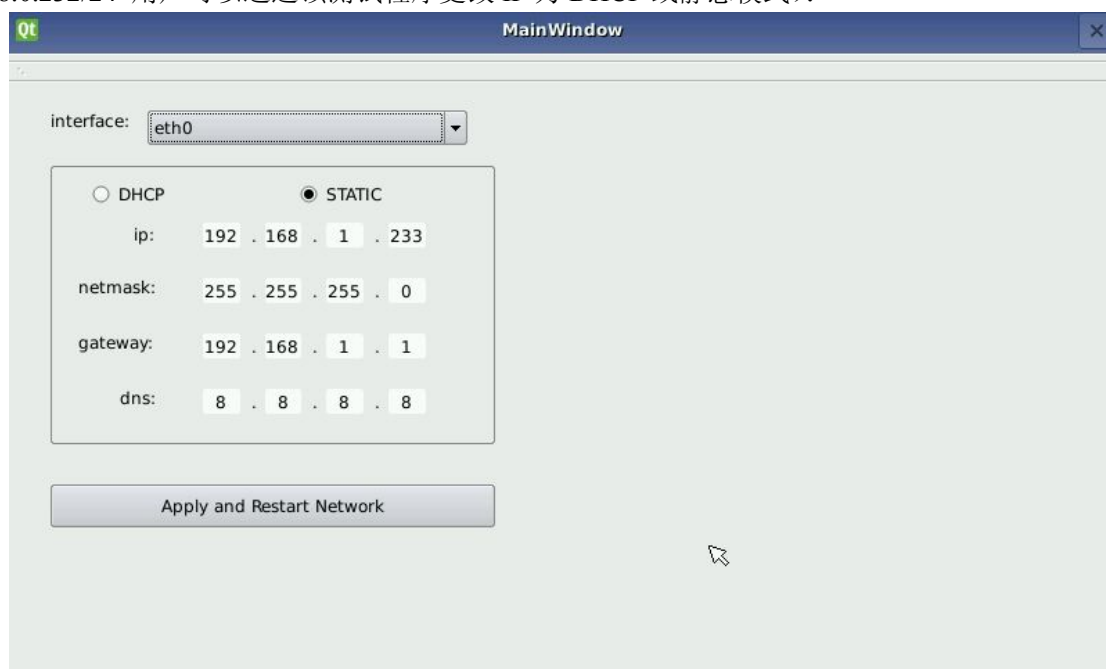 MainWindow
interface: eth0
DHCP STATIC
ip: 192 . 168 . 1 . 233
netmask: 255 . 255 . 255 . 0
gateway: 192 . 168 . 1 . 1
dns: 8 . 8 . 8 . 8
Apply and Restart Network